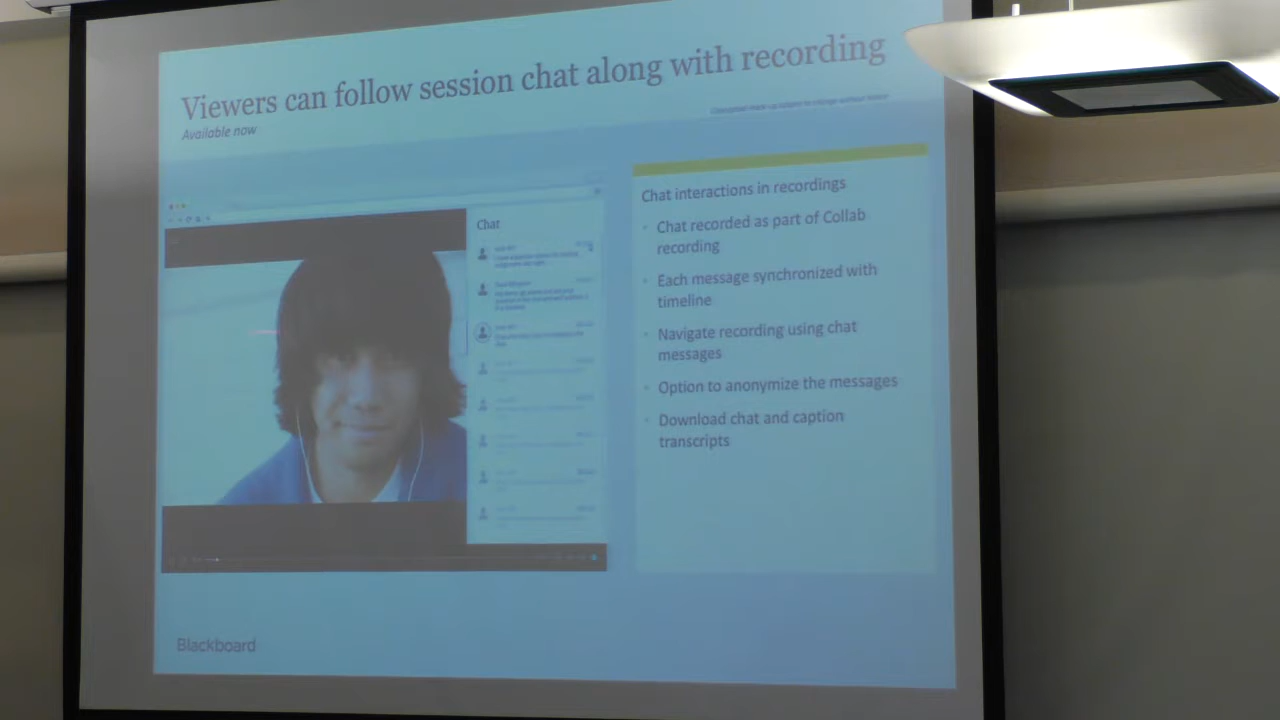 Viewers can follow session chat along with recording
Available now
Chat
Chat interactions in recordings
Chat recorded as part of Collab
recording
Each message synchronized with
timeline
Navigate recording using chat
messages
Option to anonymize the messages
Download chat and caption
transcripts
Blackboard